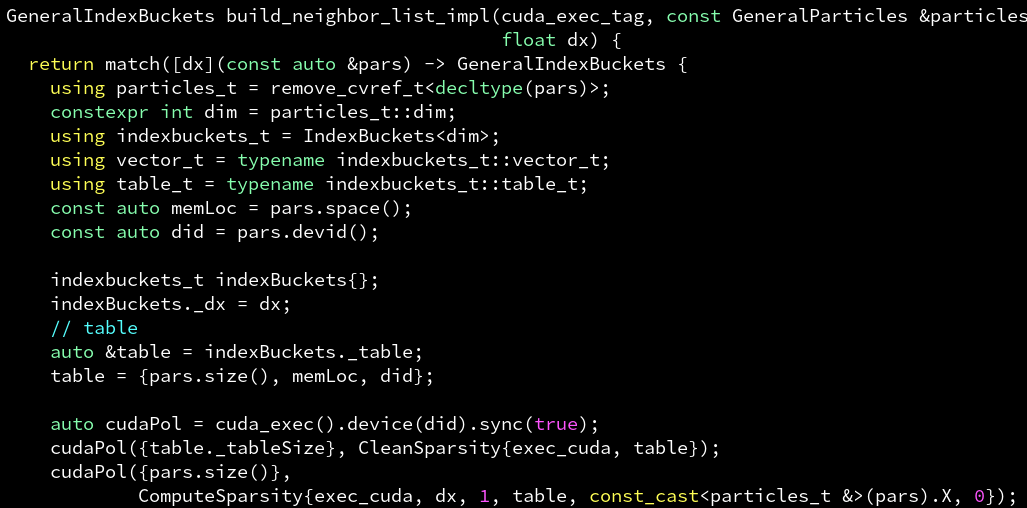 GeneralIndexBuckets build_neighbor_list_impl(cuda_exec_tag, const GeneralParticles &particles
                                             float dx) {
  return match([dx](const auto &pars) -> GeneralIndexBuckets {
    using particles_t = remove_cvref_t<decltype(pars)>;
    constexpr int dim = particles_t::dim;
    using indexbuckets_t = IndexBuckets<dim>;
    using vector_t = typename indexbuckets_t::vector_t;
    using table_t = typename indexbuckets_t::table_t;
    const auto memLoc = pars.space();
    const auto did = pars.devid();

    indexbuckets_t indexBuckets{};
    indexBuckets._dx = dx;
    // table
    auto &table = indexBuckets._table;
    table = {pars.size(), memLoc, did};

    auto cudaPol = cuda_exec().device(did).sync(true);
    cudaPol({table._tableSize}, CleanSparsity{exec_cuda, table});
    cudaPol({pars.size()},
            ComputeSparsity{exec_cuda, dx, 1, table, const_cast<particles_t &>(pars).X, 0});